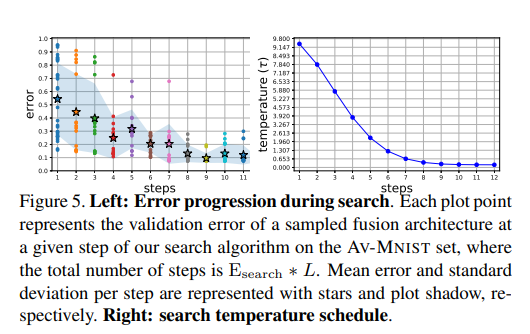 1.0
0.9
0.8
0.7
0.6
0.5
0.4
0.3
0.2
0.1
0.0
error
1 2 3 4 5 6 7 8 9 10 11
steps
9.800
9.147
8.493
7.840
7.187
6.533
5.880
5.227
4.573
3.920
3.267
2.613
1.960
1.307
0.653
0.000
temperature (τ)
1 2 3 4 5 6 7 8 9 10 11 12
steps
Figure 5. Left: Error progression during search. Each plot point
represents the validation error of a sampled fusion architecture at
a given step of our search algorithm on the AV-MNIST set, where
the total number of steps is E_search * L. Mean error and standard
deviation per step are represented with stars and plot shadow, re-
spectively. Right: search temperature schedule.